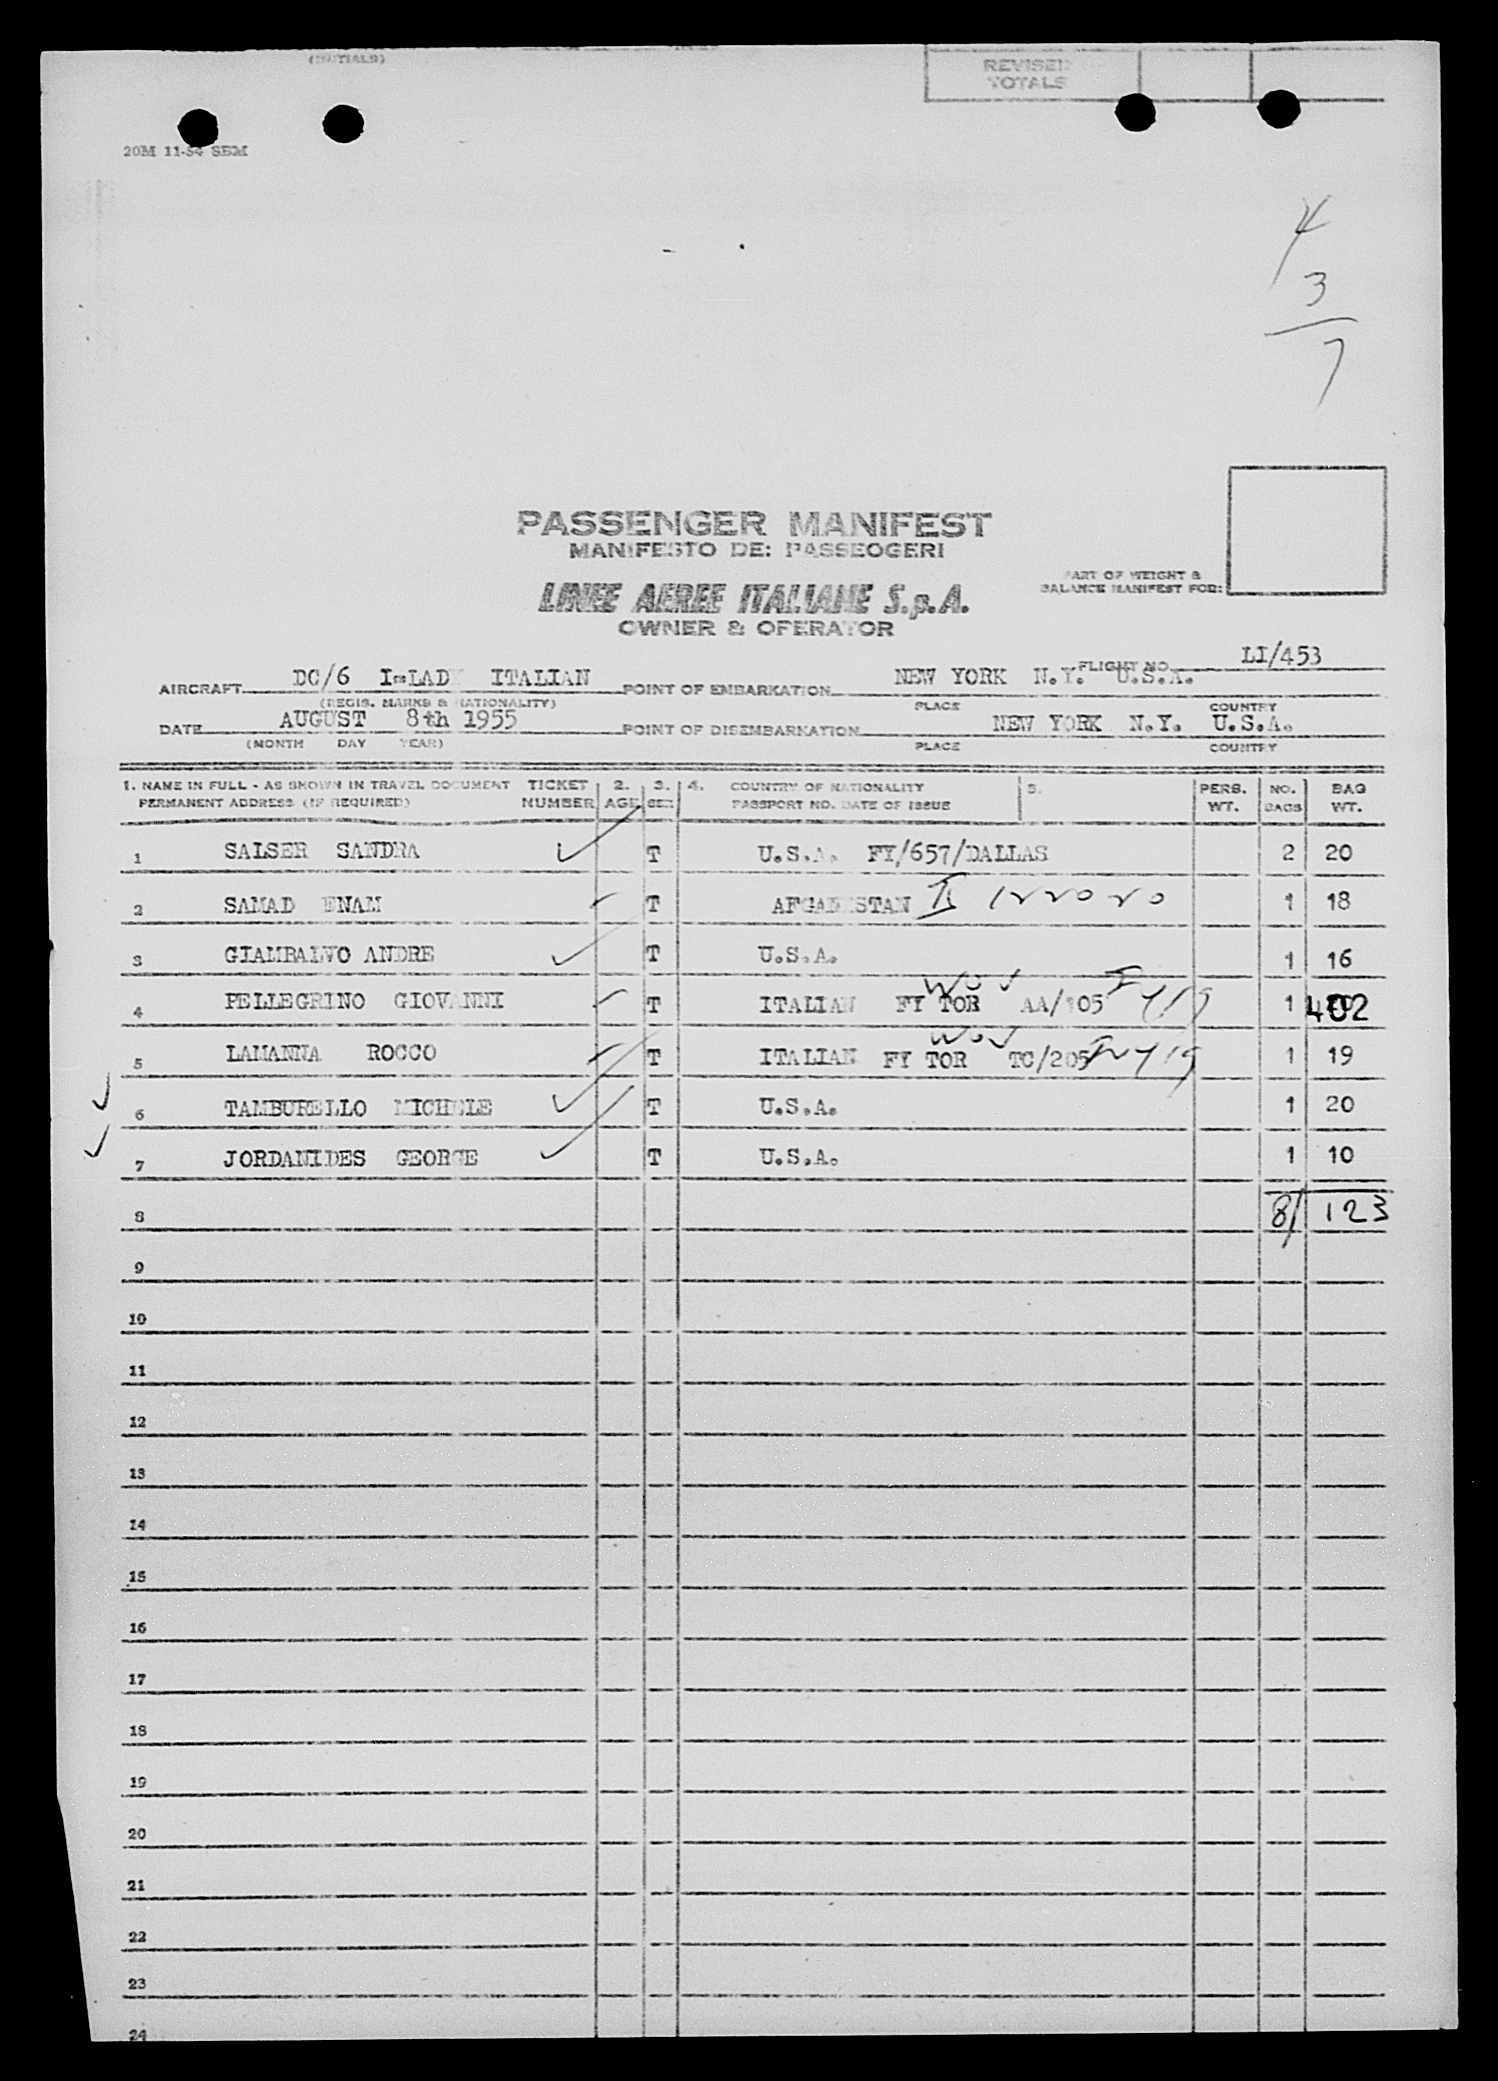 (INITIALS)
REVISED
TOTALS
20M 11-54 SBM
4
3
7
PASSENGER MANIFEST
MANIFESTO DEI PASSEGGERI
PART OF WEIGHT &
BALANCE MANIFEST FOR:
LINEE AEREE ITALIANE S.p.A.
OWNER & OPERATOR
FLIGHT NO. LI/453
AIRCRAFT DC/6 I=LADY ITALIAN POINT OF EMBARKATION NEW YORK N.Y. U.S.A.
(REGIS. MARKS & NATIONALITY) PLACE COUNTRY
DATE AUGUST 8th 1955 POINT OF DISEMBARKATION NEW YORK N.Y. U.S.A.
(MONTH DAY YEAR) PLACE COUNTRY
1. NAME IN FULL - AS SHOWN IN TRAVEL DOCUMENT TICKET 2. 3. 4. COUNTRY OF NATIONALITY 5. PERS. NO. BAG
PERMANENT ADDRESS (IF REQUIRED) NUMBER AGE SEX PASSPORT NO. DATE OF ISSUE WT. BAGS WT.
1 SALSER SANDRA T U.S.A. FY/657/DALLAS 2 20
2 SAMAD ENAM T AFGANISTAN 1 18
3 GIAMBALVO ANDRE T U.S.A. 1 16
4 PELLEGRINO GIOVANNI T ITALIAN FY TOR AA/105 1 402
5 LAMANNA ROCCO T ITALIAN FY TOR TC/205 1 19
6 TAMBURELLO MICHELE T U.S.A. 1 20
7 JORDANIDES GEORGE T U.S.A. 1 10
8 8/ 123
9
10
11
12
13
14
15
16
17
18
19
20
21
22
23
24